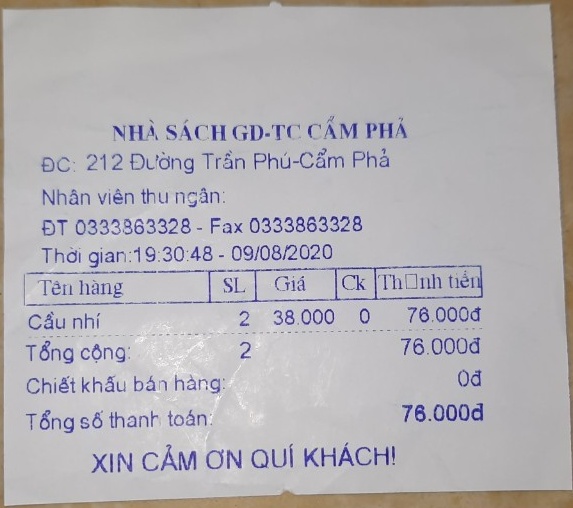 NHÀ SÁCH GD-TC CẨM PHẢ
ĐC: 212 Đường Trần Phú-Cẩm Phả
Nhân viên thu ngân:
ĐT 0333863328 - Fax 0333863328
Thời gian:19:30:48 - 09/08/2020
Tên hàng SL Giá Ck Th□nh tiền
Cầu nhí 2 38.000 0 76.000đ
Tổng cộng: 2 76.000đ
Chiết khấu bán hàng: 0đ
Tổng số thanh toán: 76.000đ
XIN CẢM ƠN QUÍ KHÁCH!